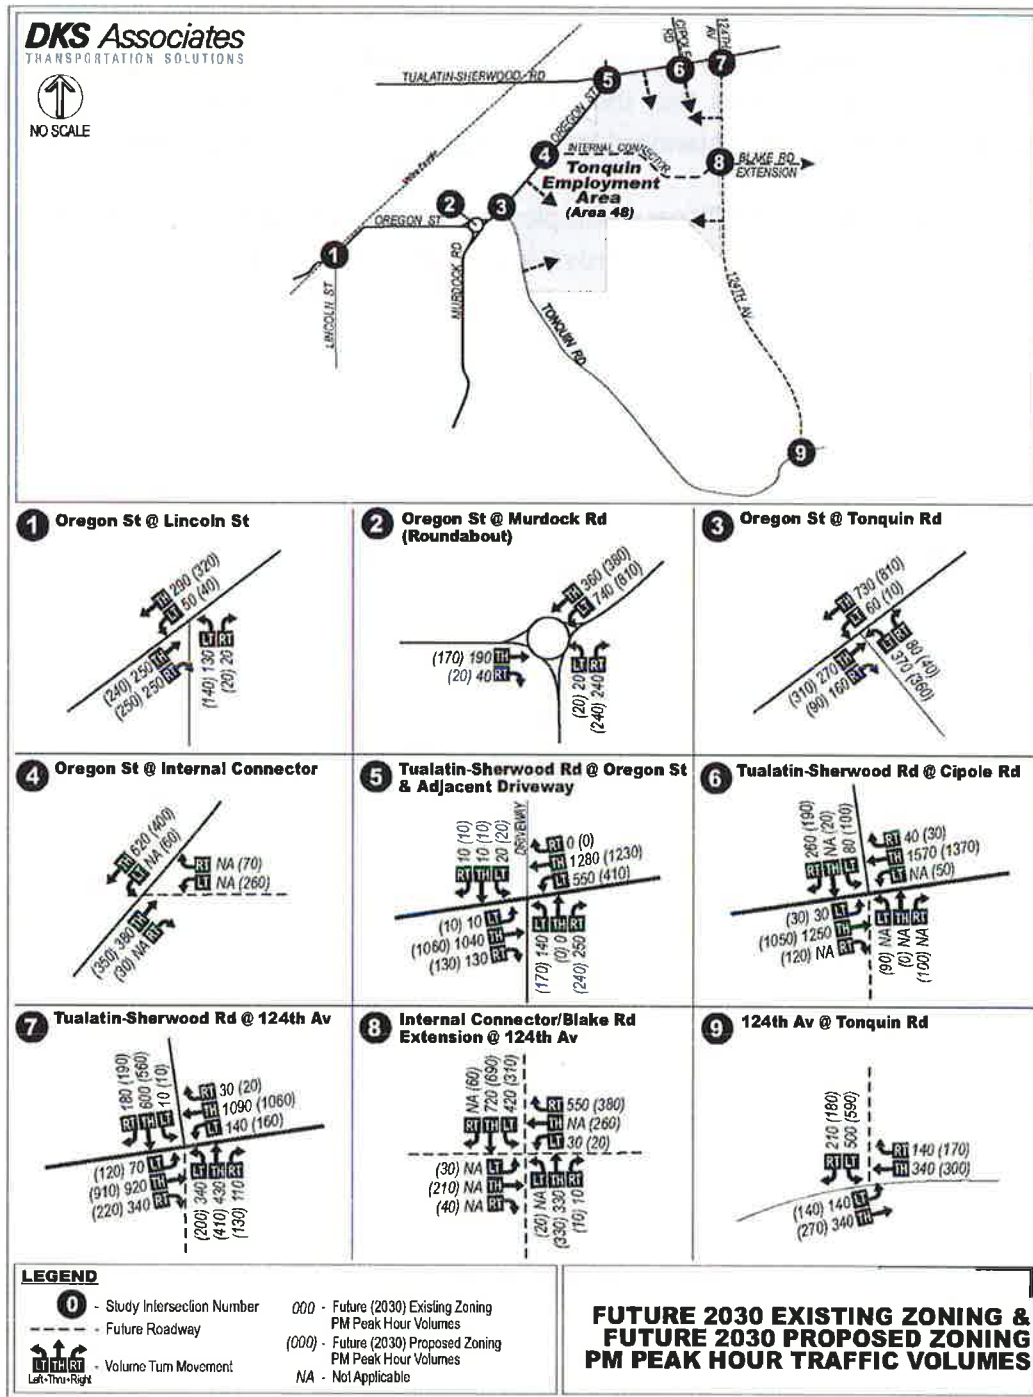 DKS Associates
TRANSPORTATION SOLUTIONS
NO SCALE
TUALATIN-SHERWOOD RD
CIPOLE RD
124TH AV
5
6
7
OREGON ST
4
INTERNAL CONNECTOR
8
BLAKE RD
EXTENSION
Tonquin
Employment
Area
(Area 48)
2
3
OREGON ST
1
LINCOLN ST
MURDOCK RD
TONQUIN RD
124TH AV
9
1 Oregon St @ Lincoln St
TH 290 (320)
LT 50 (40)
(240) 250 TH
(250) 250 RT
LT RT
(140) 130
(20) 20
2 Oregon St @ Murdock Rd
(Roundabout)
TH 360 (380)
LT 740 (810)
(170) 190 TH
(20) 40 RT
LT RT
(20) 20
(240) 240
3 Oregon St @ Tonquin Rd
TH 730 (810)
LT 60 (10)
(310) 270 TH
(90) 160 RT
LT RT
80 (40)
370 (360)
4 Oregon St @ Internal Connector
TH 620 (400)
LT NA (60)
RT NA (70)
LT NA (260)
(350) 380 TH
(30) NA RT
5 Tualatin-Sherwood Rd @ Oregon St
& Adjacent Driveway
DRIVEWAY
10 (10)
10 (10)
20 (20)
RT TH LT
RT 0 (0)
TH 1280 (1230)
LT 550 (410)
(10) 10 LT
(1060) 1040 TH
(130) 130 RT
LT TH RT
(170) 140
(0) 0
(240) 250
6 Tualatin-Sherwood Rd @ Cipole Rd
260 (190)
NA (20)
80 (100)
RT TH LT
RT 40 (30)
TH 1570 (1370)
LT NA (50)
(30) 30 LT
(1050) 1250 TH
(120) NA RT
LT TH RT
(90) NA
(0) NA
(100) NA
7 Tualatin-Sherwood Rd @ 124th Av
180 (190)
600 (560)
10 (10)
RT TH LT
RT 30 (20)
TH 1090 (1060)
LT 140 (160)
(120) 70 LT
(910) 920 TH
(220) 340 RT
LT TH RT
(200) 340
(410) 430
(130) 110
8 Internal Connector/Blake Rd
Extension @ 124th Av
NA (60)
720 (690)
420 (310)
RT TH LT
RT 550 (380)
TH NA (260)
LT 30 (20)
(30) NA LT
(210) NA TH
(40) NA RT
LT TH RT
(20) NA
(330) 330
(10) 10
9 124th Av @ Tonquin Rd
210 (180)
500 (590)
RT LT
RT 140 (170)
TH 340 (300)
(140) 140 LT
(270) 340 TH
LEGEND
0 - Study Intersection Number
- Future Roadway
LT TH RT - Volume Turn Movement
Left•Thru•Right
000 - Future (2030) Existing Zoning
PM Peak Hour Volumes
(000) - Future (2030) Proposed Zoning
PM Peak Hour Volumes
NA - Not Applicable
FUTURE 2030 EXISTING ZONING &
FUTURE 2030 PROPOSED ZONING
PM PEAK HOUR TRAFFIC VOLUMES